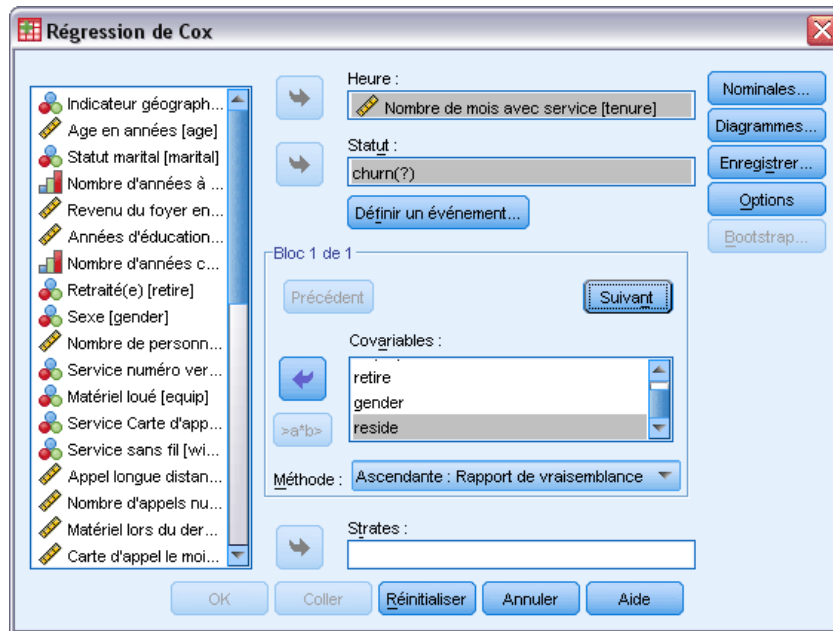 Régression de Cox
Indicateur géograph...
Age en années [age]
Statut marital [marital]
Nombre d'années à ...
Revenu du foyer en...
Années d'éducation...
Nombre d'années c...
Retraité(e) [retire]
Sexe [gender]
Nombre de personn...
Service numéro ver...
Matériel loué [equip]
Service Carte d'app...
Service sans fil [wi...
Appel longue distan...
Nombre d'appels nu...
Matériel lors du der...
Carte d'appel le moi...
Heure :
Nombre de mois avec service [tenure]
Statut :
churn(?)
Définir un événement...
Bloc 1 de 1
Précédent
Suivant
Covariables :
retire
gender
reside
>a*b>
Méthode :
Ascendante : Rapport de vraisemblance
Strates :
Nominales...
Diagrammes...
Enregistrer...
Options
Bootstrap...
OK
Coller
Réinitialiser
Annuler
Aide